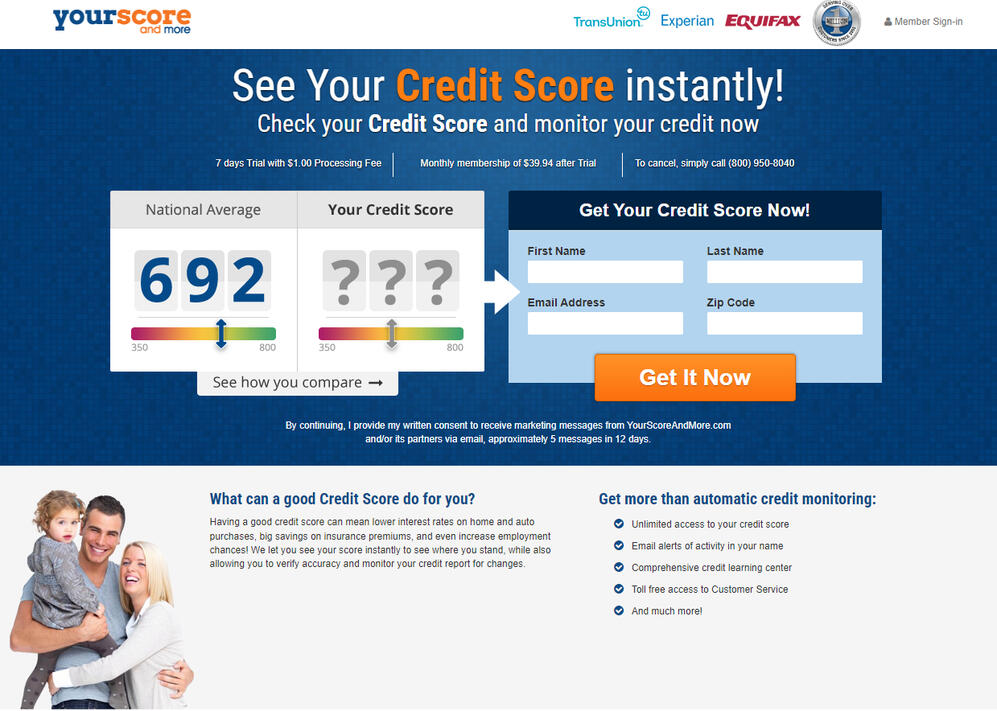 yourscore
and more
TransUnion
tu
Experian
EQUIFAX
SERVING OVER
MILLION
Member Sign-in
See Your Credit Score instantly!
Check your Credit Score and monitor your credit now
7 days Trial with $1.00 Processing Fee
Monthly membership of $39.94 after Trial
To cancel, simply call (800) 950-8040
National Average
Your Credit Score
692
???
350
800
350
800
See how you compare →
Get Your Credit Score Now!
First Name
Last Name
Email Address
Zip Code
Get It Now
By continuing, I provide my written consent to receive marketing messages from YourScoreAndMore.com
and/or its partners via email, approximately 5 messages in 12 days.
What can a good Credit Score do for you?
Having a good credit score can mean lower interest rates on home and auto
purchases, big savings on insurance premiums, and even increase employment
chances! We let you see your score instantly to see where you stand, while also
allowing you to verify accuracy and monitor your credit report for changes.
Get more than automatic credit monitoring:
Unlimited access to your credit score
Email alerts of activity in your name
Comprehensive credit learning center
Toll free access to Customer Service
And much more!